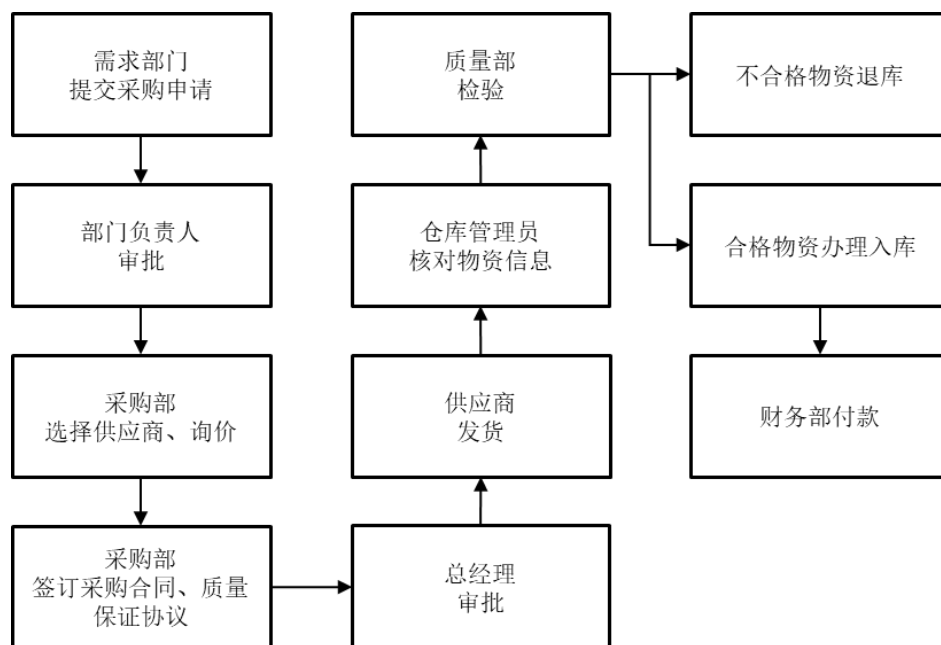 需求部门
提交采购申请
部门负责人
审批
采购部
选择供应商、询价
采购部
签订采购合同、质量
保证协议
总经理
审批
供应商
发货
仓库管理员
核对物资信息
质量部
检验
不合格物资退库
合格物资办理入库
财务部付款